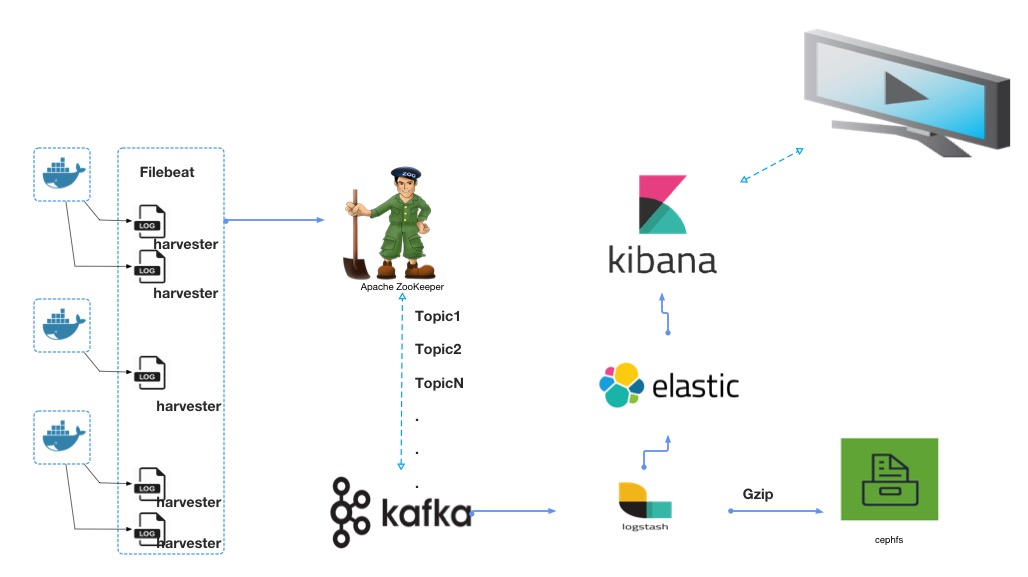 Filebeat
LOG
harvester
LOG
harvester
LOG
harvester
LOG
harvester
LOG
harvester
ZOO
Apache ZooKeeper
Topic1
Topic2
TopicN
.
.
.
kafka
kibana
elastic
logstash
Gzip
cephfs